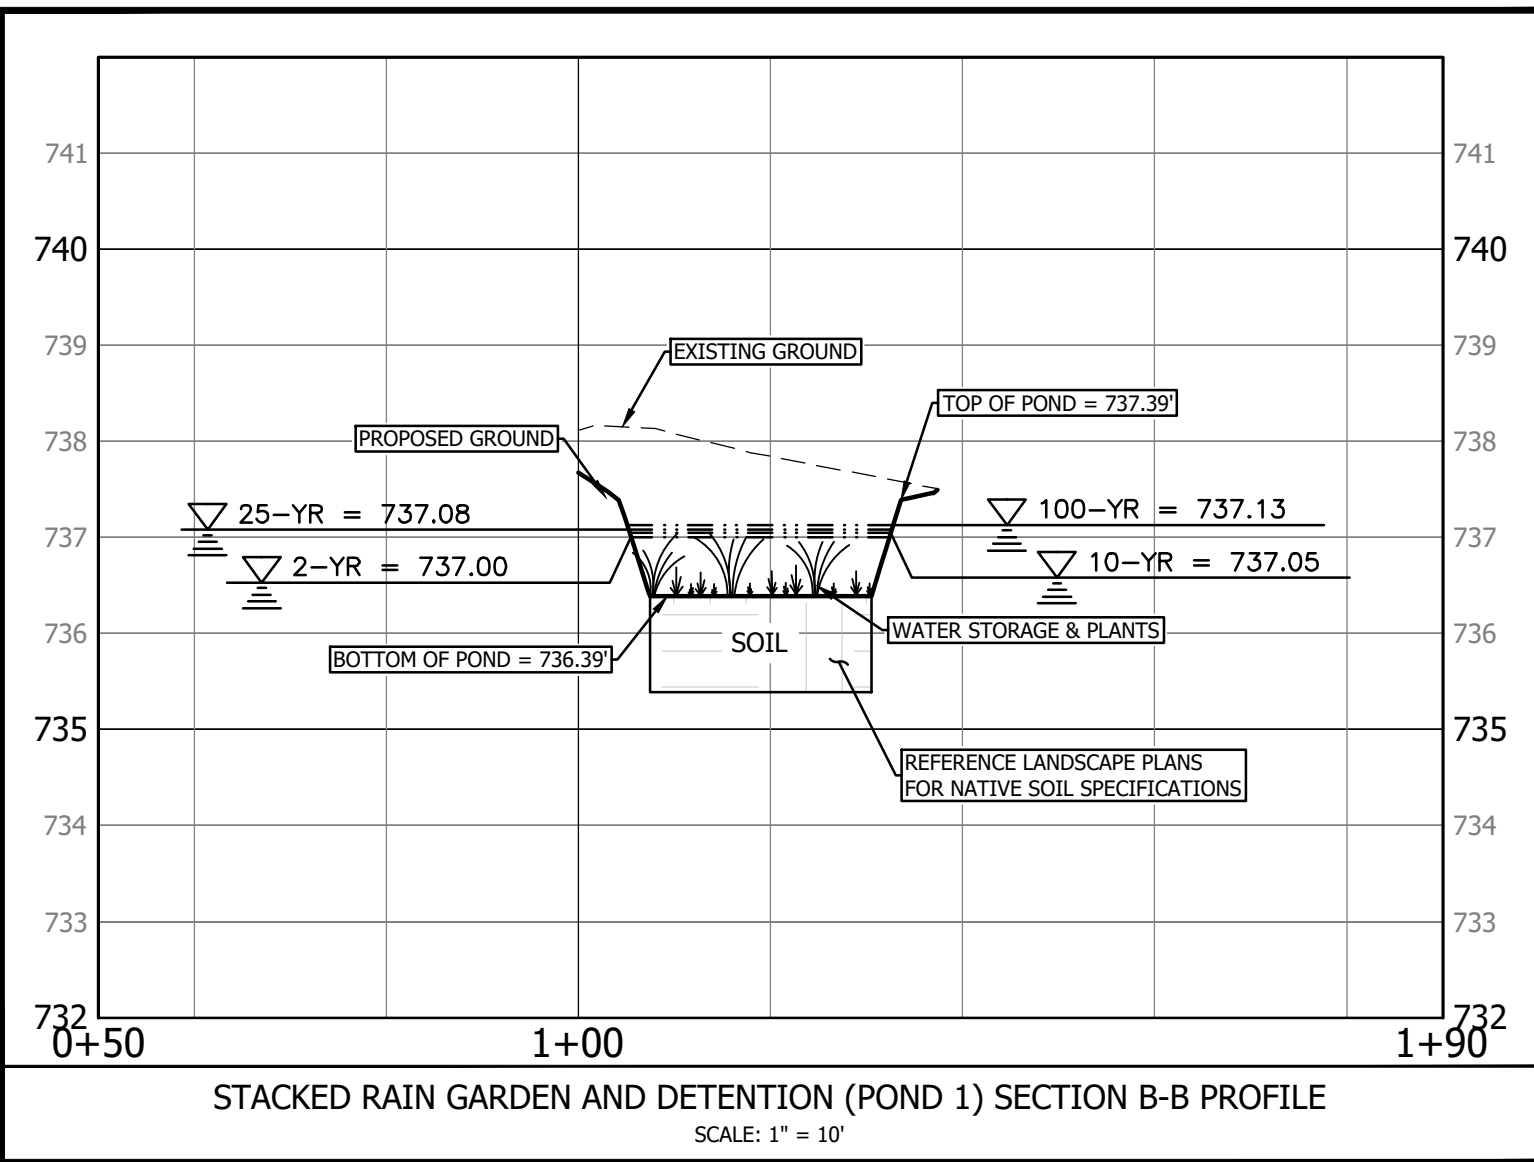 741
741
740
740
739
739
EXISTING GROUND
TOP OF POND = 737.39'
738
738
PROPOSED GROUND
25-YR = 737.08
100-YR = 737.13
737
737
2-YR = 737.00
10-YR = 737.05
736
736
WATER STORAGE & PLANTS
SOIL
BOTTOM OF POND = 736.39'
735
735
REFERENCE LANDSCAPE PLANS
FOR NATIVE SOIL SPECIFICATIONS
734
734
733
733
732
732
0+50
1+00
1+90
STACKED RAIN GARDEN AND DETENTION (POND 1) SECTION B-B PROFILE
SCALE: 1" = 10'